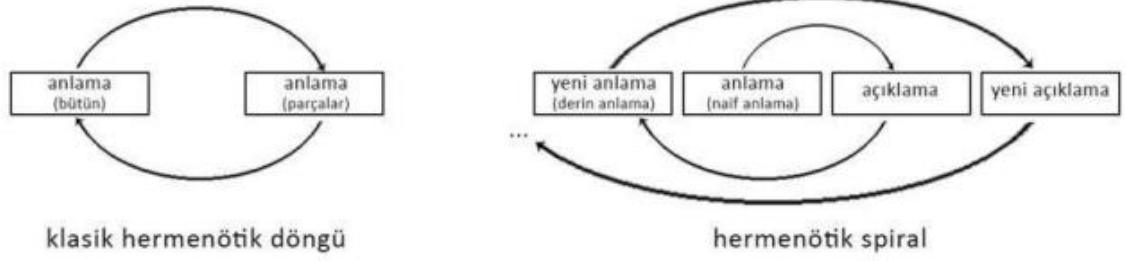 anlama
(bütün)
anlama
(parçalar)
klasik hermenötik döngü
yeni anlama
(derin anlama)
anlama
(naif anlama)
açıklama
yeni açıklama
...
hermenötik spiral